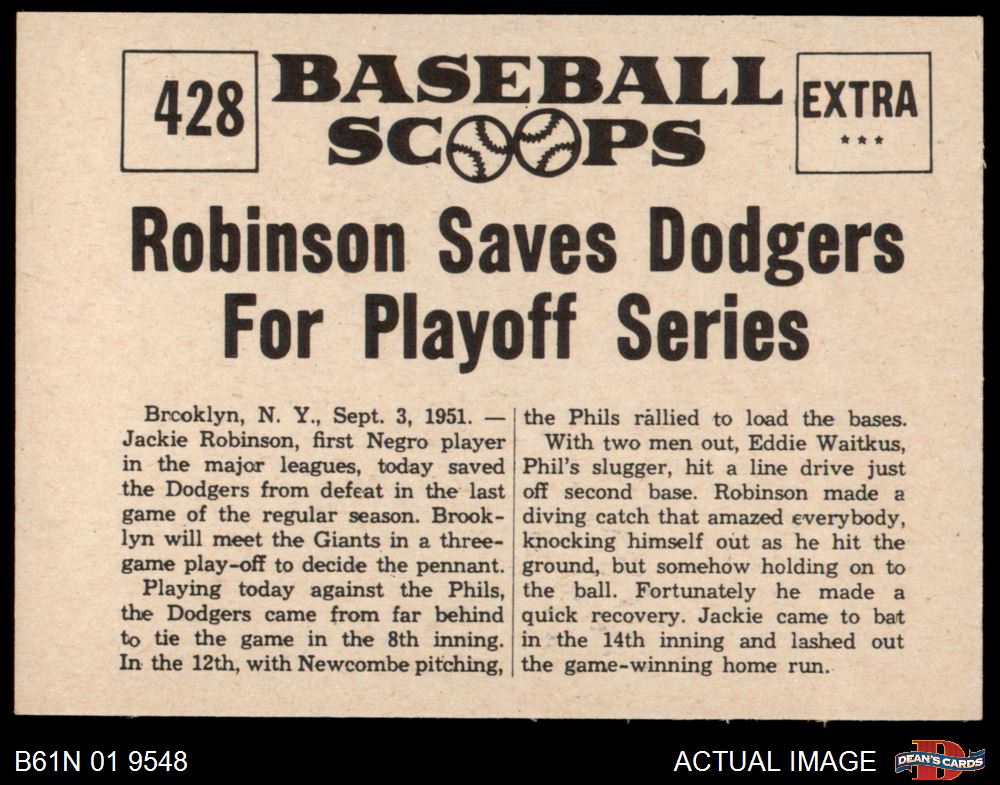 428
BASEBALL
SCOOPS
EXTRA
***
Robinson Saves Dodgers
For Playoff Series
Brooklyn, N. Y., Sept. 3, 1951. —
Jackie Robinson, first Negro player
in the major leagues, today saved
the Dodgers from defeat in the last
game of the regular season. Brook-
lyn will meet the Giants in a three-
game play-off to decide the pennant.
Playing today against the Phils,
the Dodgers came from far behind
to tie the game in the 8th inning.
In the 12th, with Newcombe pitching,
the Phils rallied to load the bases.
With two men out, Eddie Waitkus,
Phil's slugger, hit a line drive just
off second base. Robinson made a
diving catch that amazed everybody,
knocking himself out as he hit the
ground, but somehow holding on to
the ball. Fortunately he made a
quick recovery. Jackie came to bat
in the 14th inning and lashed out
the game-winning home run.
B61N 01 9548
ACTUAL IMAGE
D
DEAN'S CARDS